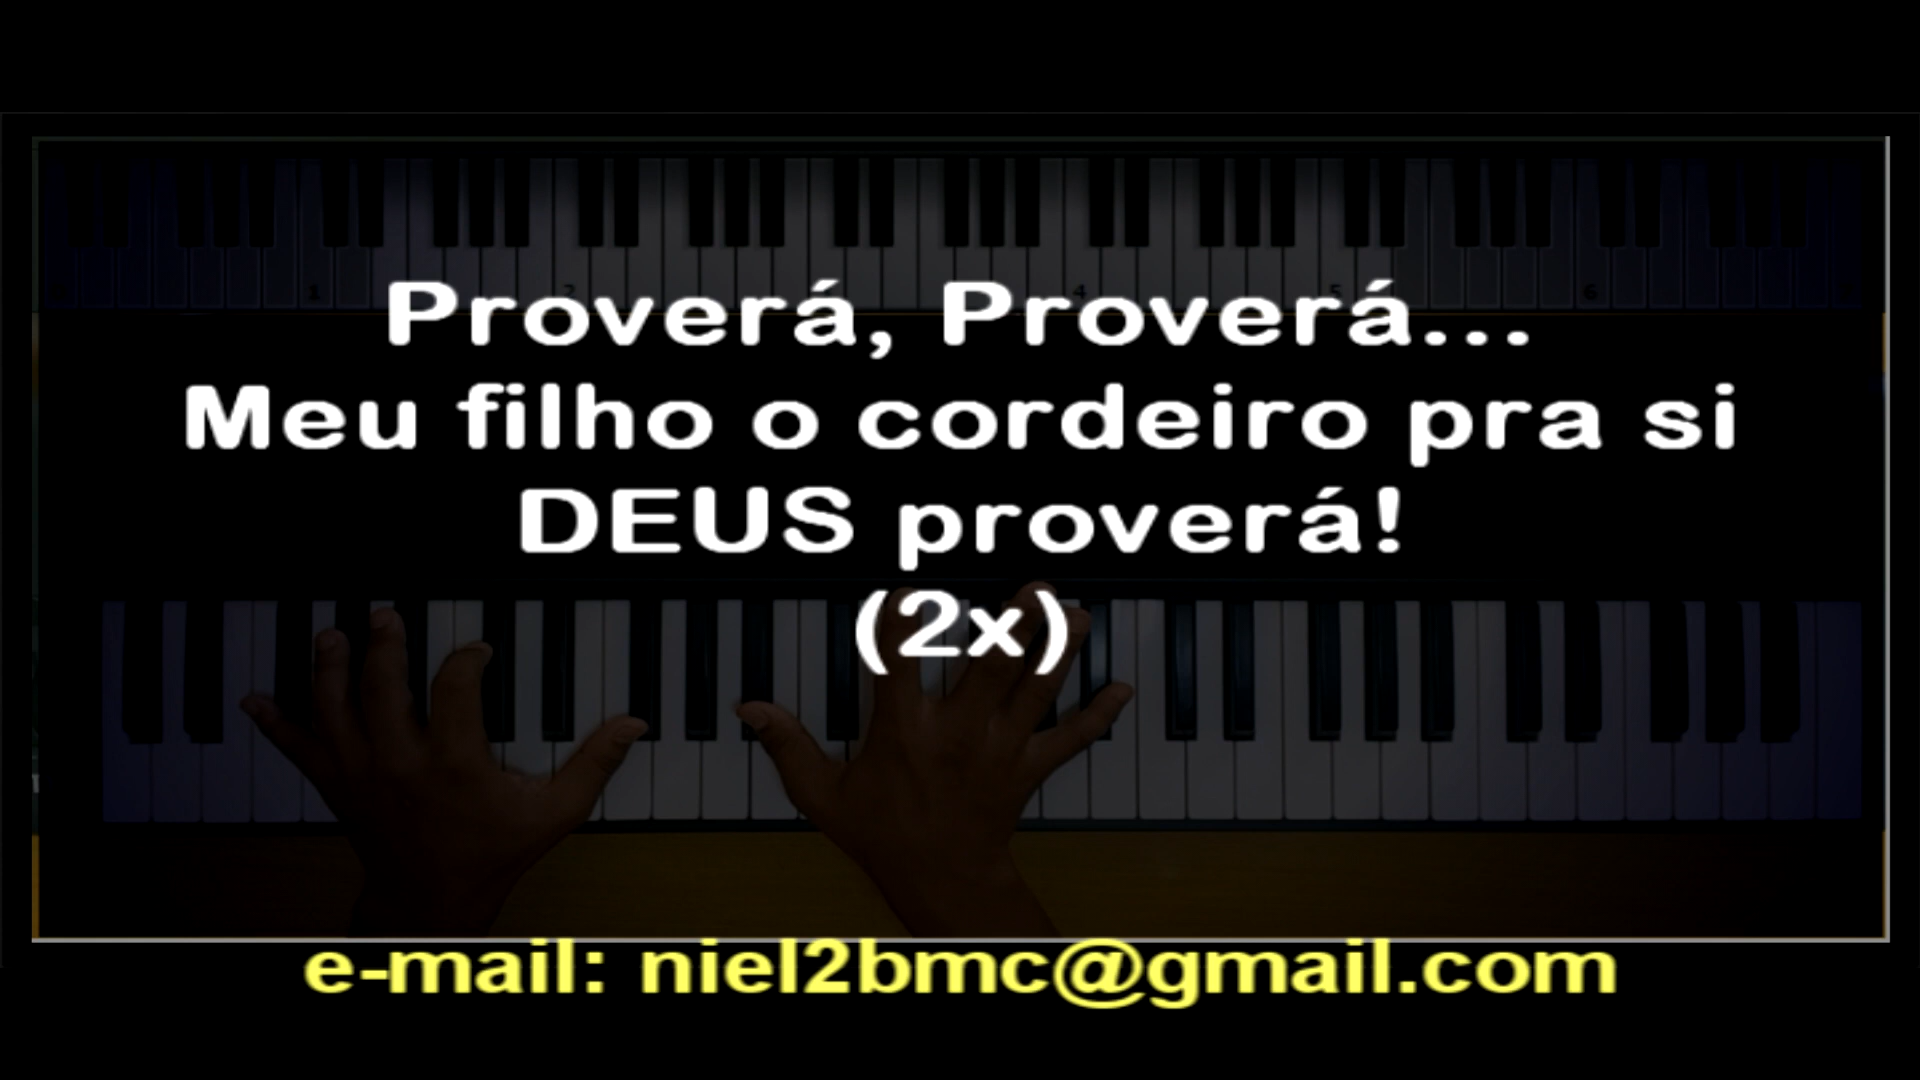 Proverá, Proverá...
Meu filho o cordeiro pra si
DEUS proverá!
(2x)
e-mail: niel2bmc@gmail.com